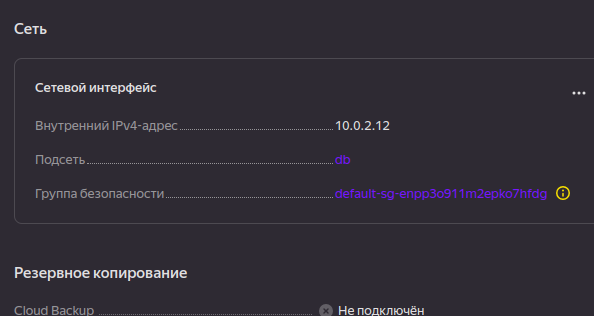 Сеть
Сетевой интерфейс
Внутренний IPv4-адрес 10.0.2.12
Подсеть db
Группа безопасности default-sg-enpp3o911m2epko7hfdg
Резервное копирование
Cloud Backup Не подключён